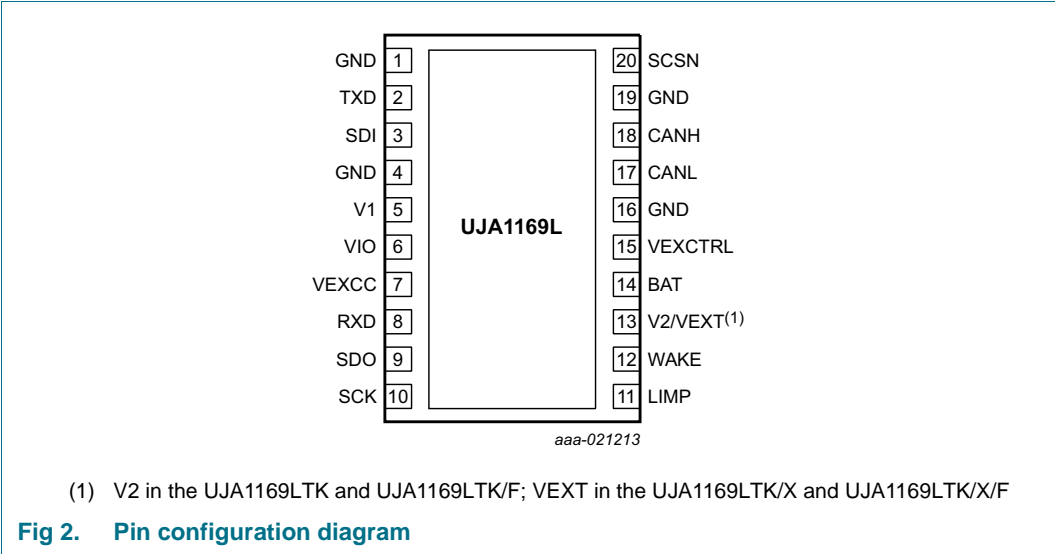 GND 1 20 SCSN
TXD 2 19 GND
SDI 3 18 CANH
GND 4 17 CANL
V1 5 16 GND
UJA1169L
VIO 6 15 VEXCTRL
VEXCC 7 14 BAT
RXD 8 13 V2/VEXT(1)
SDO 9 12 WAKE
SCK 10 11 LIMP
aaa-021213
(1) V2 in the UJA1169LTK and UJA1169LTK/F; VEXT in the UJA1169LTK/X and UJA1169LTK/X/F
Fig 2. Pin configuration diagram